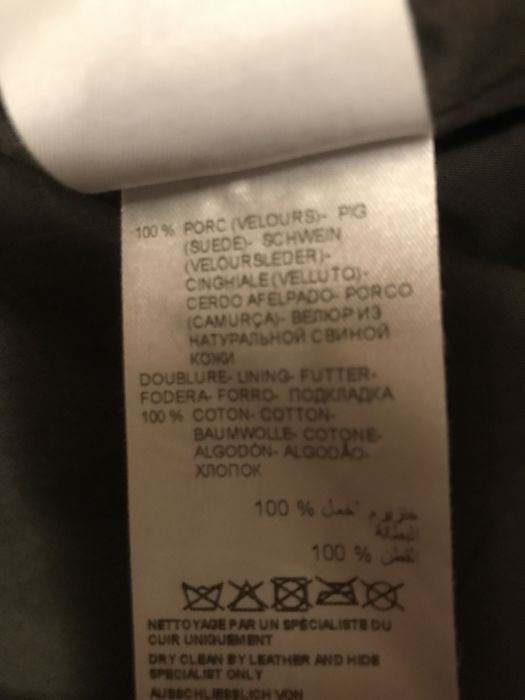 100 % PORC (VELOURS)- PIG
(SUEDE)- SCHWEIN
(VELOURSLEDER)-
CINGHIALE (VELLUTO)-
CERDO AFELPADO- PORCO
(CAMURÇA)- ВЕЛЮР ИЗ
НАТУРАЛЬНОЙ СВИНОЙ
КОЖИ
DOUBLURE- LINING- FUTTER-
FODERA- FORRO- ПОДКЛАДКА
100 % COTON- COTTON-
BAUMWOLLE- COTONE-
ALGODÓN- ALGODÃO-
ХЛОПОК
100 %
البطانة
100 % القطن
NETTOYAGE PAR UN SPÉCIALISTE DU
CUIR UNIQUEMENT
DRY CLEAN BY LEATHER AND HIDE
SPECIALIST ONLY
AUSSCHLIESSLICH VON